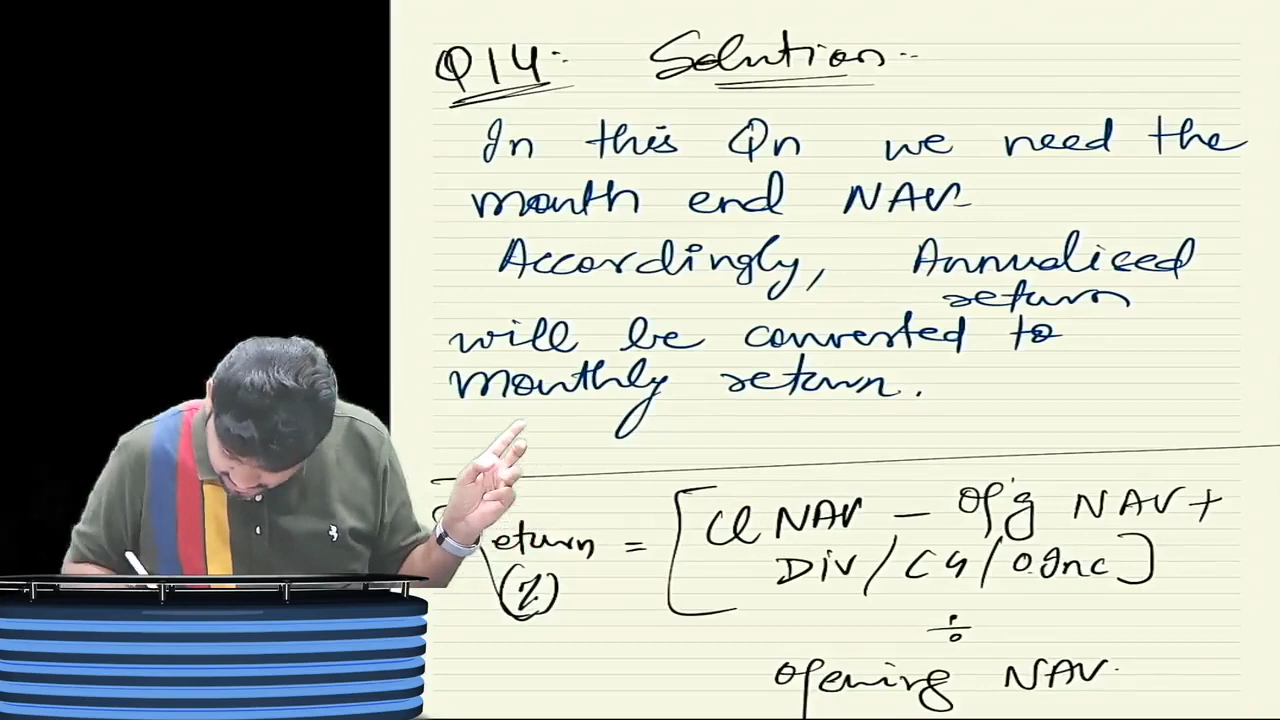 Q14:- Solution:-
In this Qn we need the
month end NAV
Accordingly, Annualised
return
will be converted to
monthly return.
[Cl NAV - Op'g NAV +
eturn =
Div/CG/O.Inc]
(%)
÷
opening NAV.